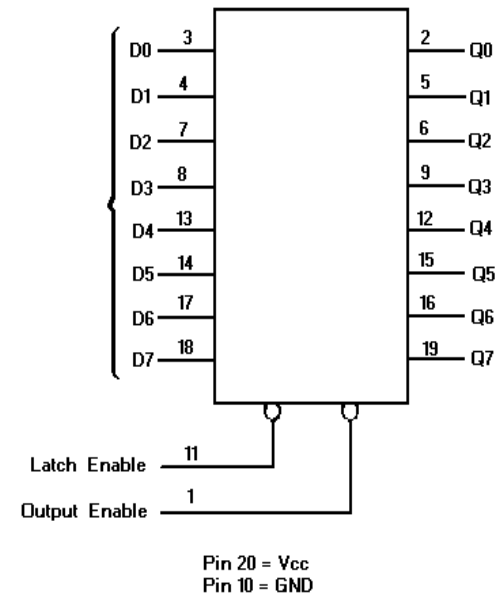 D0 3 2 Q0
D1 4 5 Q1
D2 7 6 Q2
D3 8 9 Q3
D4 13 12 Q4
D5 14 15 Q5
D6 17 16 Q6
D7 18 19 Q7
Latch Enable 11
Output Enable 1
Pin 20 = Vcc
Pin 10 = GND